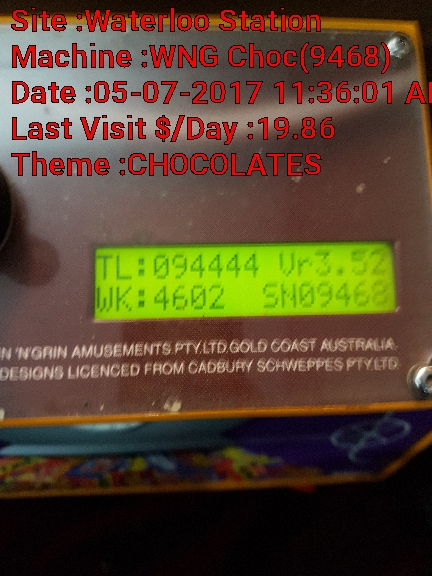 Site :Waterloo Station
Machine :WNG Choc(9468)
Date :05-07-2017 11:36:01 A
Last Visit $/Day :19.86
Theme :CHOCOLATES
TL:094444 Vr3.52
WK:4602 SN09468
IN 'N'GRIN AMUSEMENTS.PTY.LTD.GOLD COAST AUSTRALIA.
DESIGNS LICENCED FROM CADBURY SCHWEPPES PTY.LTD.